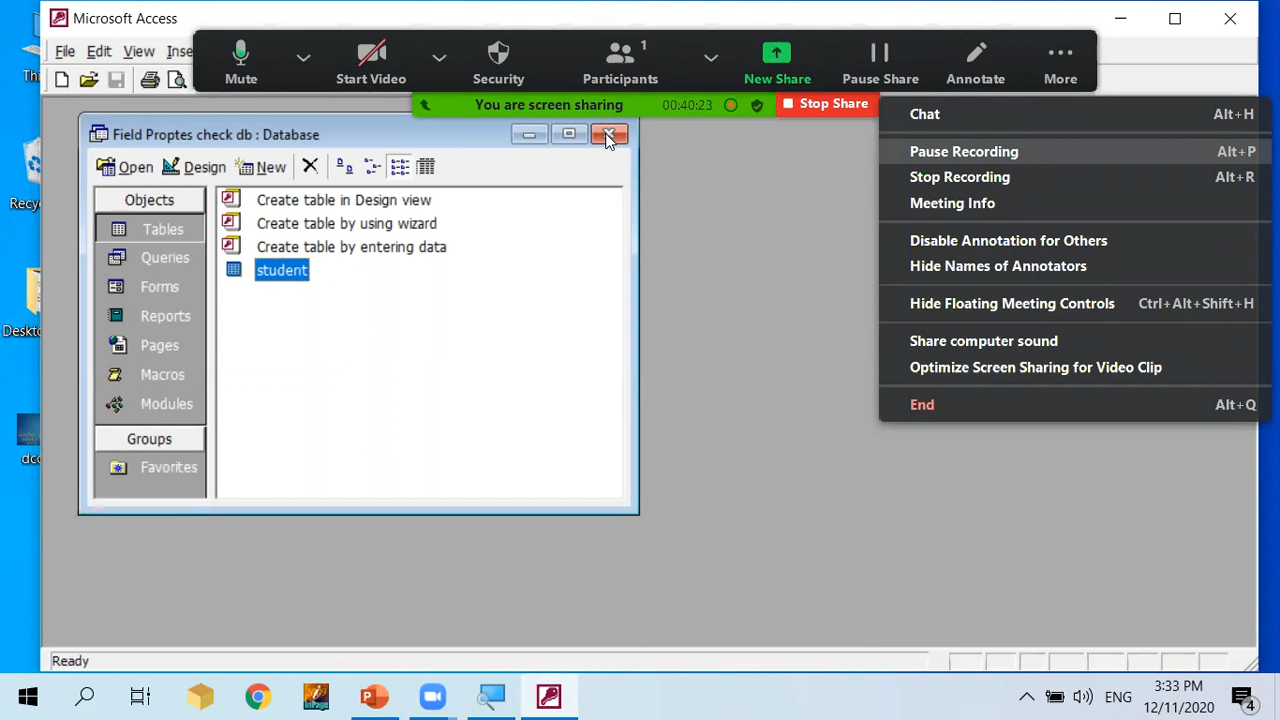 Microsoft Access
File Edit View Inse
Mute
Start Video
Security
Participants 1
New Share
Pause Share
Annotate
More
You are screen sharing 00:40:23 Stop Share
Chat Alt+H
Pause Recording Alt+P
Stop Recording Alt+R
Meeting Info
Disable Annotation for Others
Hide Names of Annotators
Hide Floating Meeting Controls Ctrl+Alt+Shift+H
Share computer sound
Optimize Screen Sharing for Video Clip
End Alt+Q
Field Proptes check db : Database
Open Design New
Objects
Tables
Queries
Forms
Reports
Pages
Macros
Modules
Groups
Favorites
Create table in Design view
Create table by using wizard
Create table by entering data
student
Thi
Recyc
Deskto
dcc
Ready
ENG
3:33 PM
12/11/2020
4